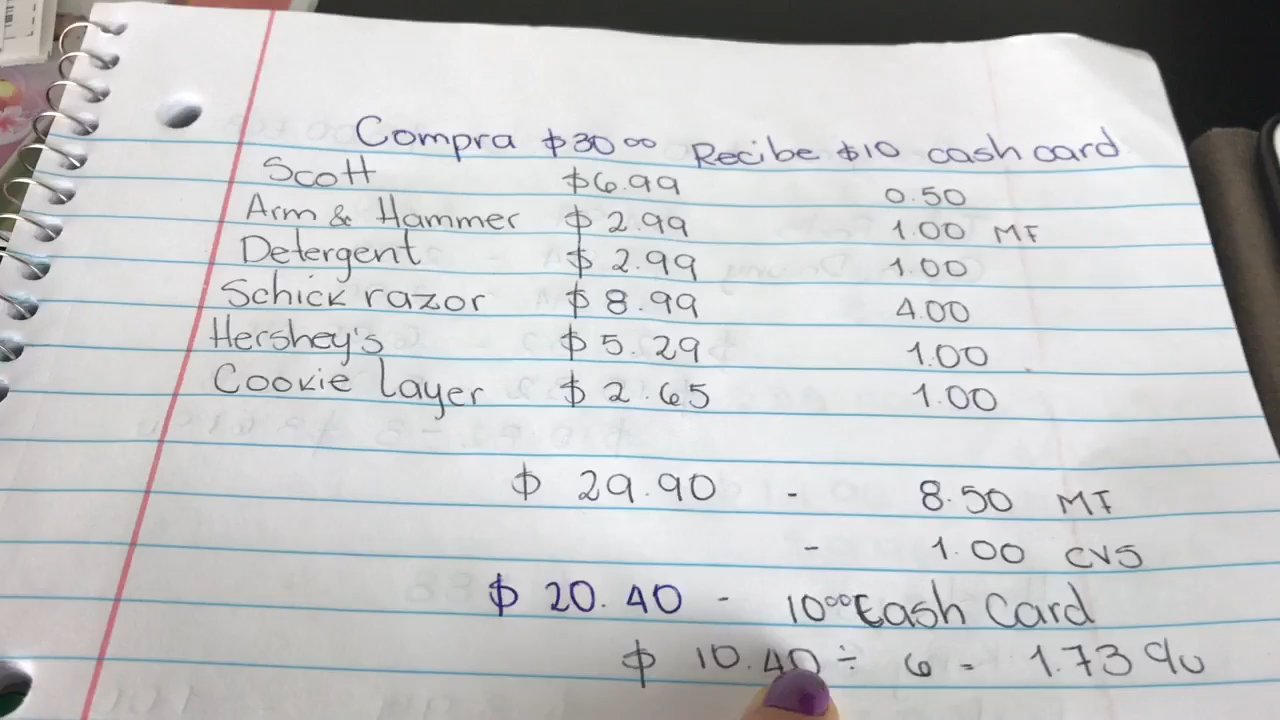 Compra $30⁰⁰ Recibe $10 cash card
Scott $6.99 0.50
Arm & Hammer $2.99 1.00 MF
Detergent $2.99 1.00
Schick razor $8.99 4.00
Hershey's $5.29 1.00
Cookie layer $2.65 1.00
$29.90 - 8.50 MF
- 1.00 CVS
$20.40 - 10⁰⁰ Cash Card
$10.40 ÷ 6 = 1.73 %